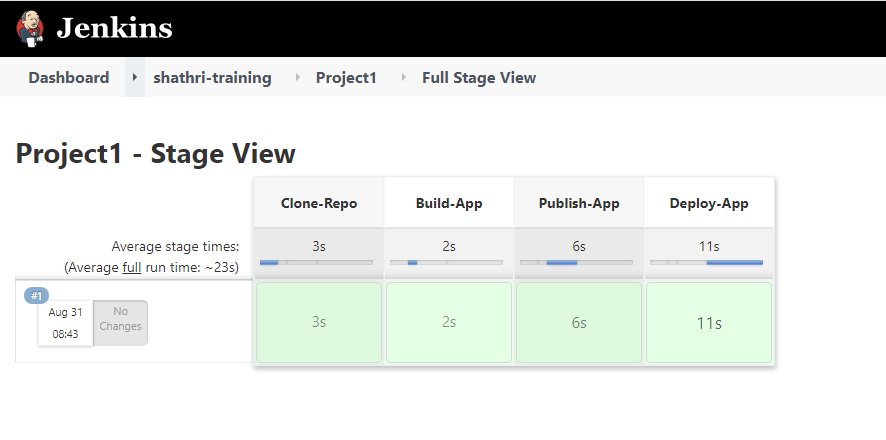 Jenkins
Dashboard shathri-training Project1 Full Stage View
Project1 - Stage View
Clone-Repo Build-App Publish-App Deploy-App
Average stage times: 3s 2s 6s 11s
(Average full run time: ~23s)
#1
Aug 31 No
08:43 Changes
3s 2s 6s 11s